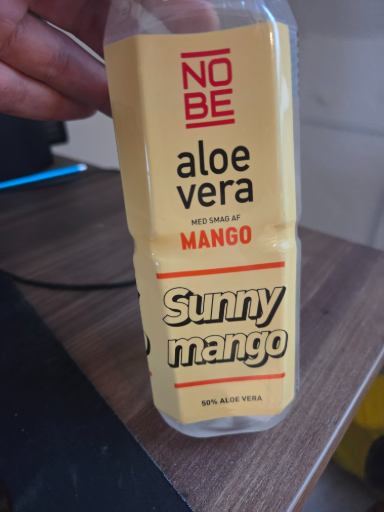 NO
BE
aloe
vera
MED SMAG AF
MANGO
Sunny
mango
50% ALOE VERA